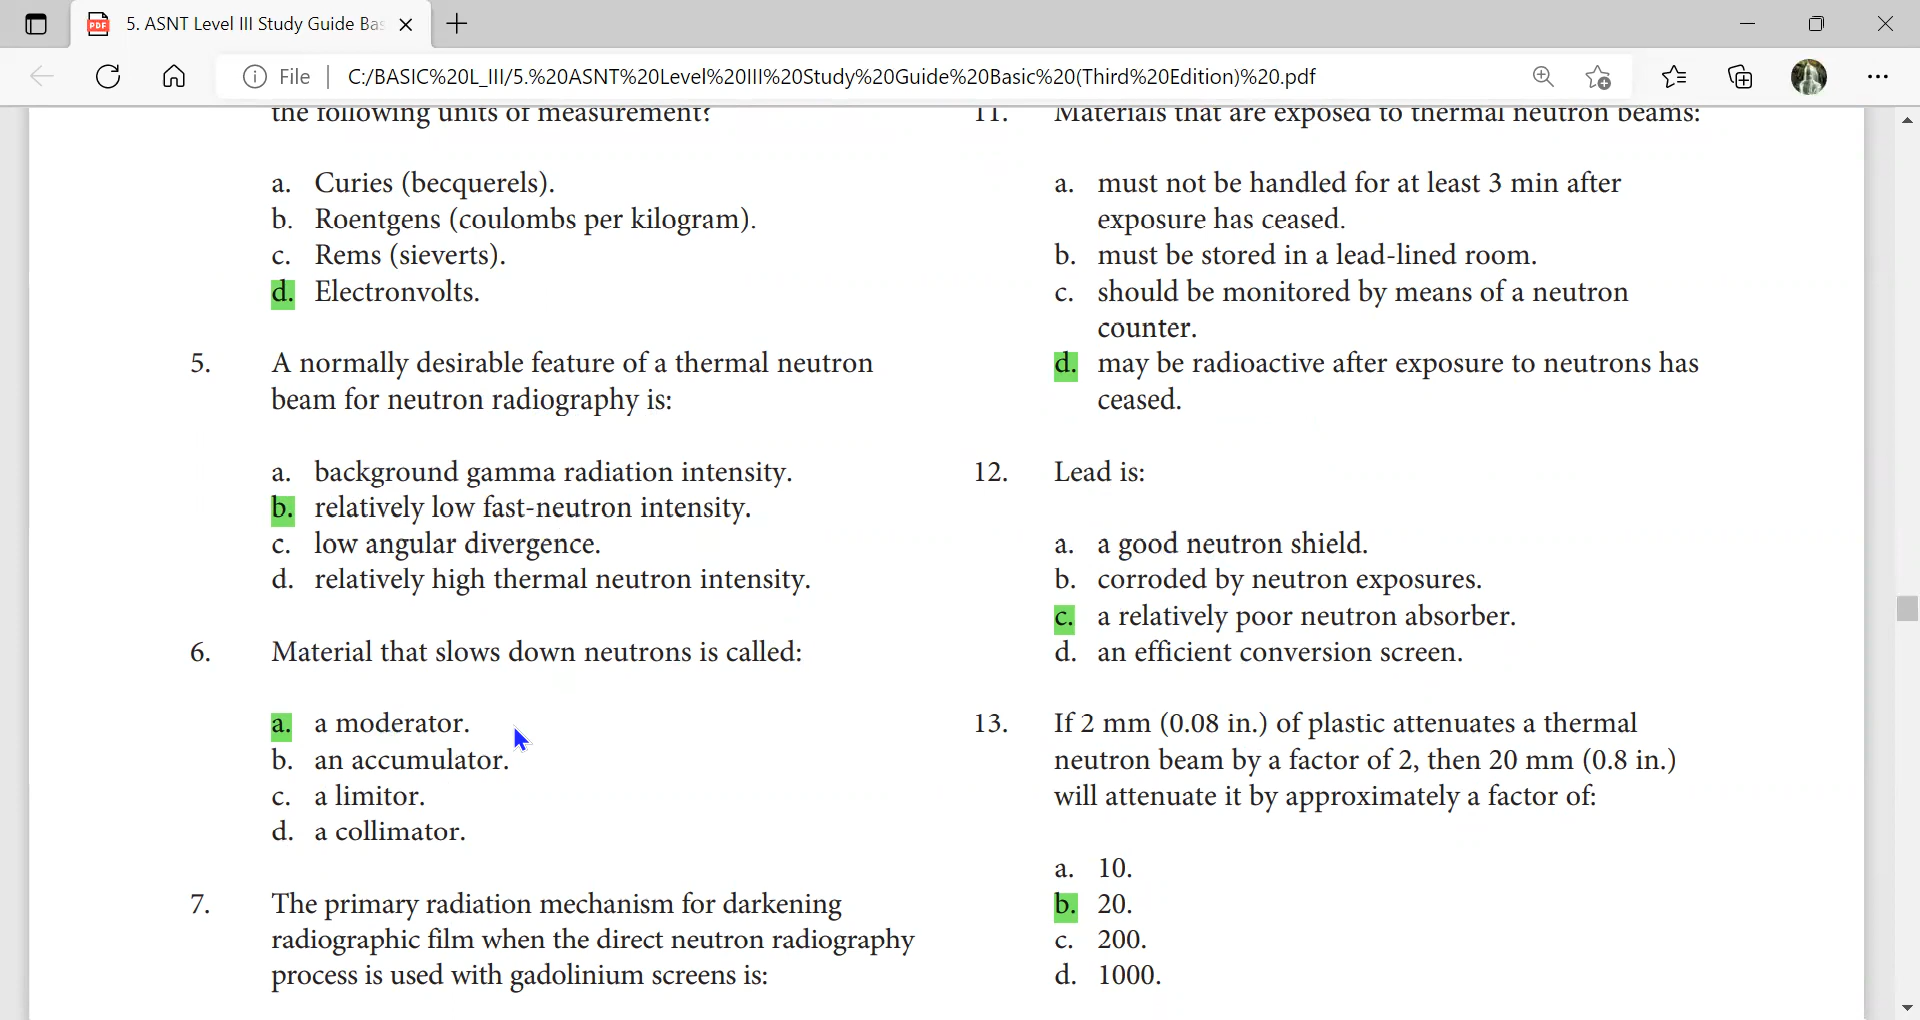 5. ASNT Level III Study Guide Bas
File
C:/BASIC%20L_III/5.%20ASNT%20Level%20III%20Study%20Guide%20Basic%20(Third%20Edition)%20.pdf
the following units of measurement?
a. Curies (becquerels).
b. Roentgens (coulombs per kilogram).
c. Rems (sieverts).
d. Electronvolts.
5. A normally desirable feature of a thermal neutron
beam for neutron radiography is:
a. background gamma radiation intensity.
b. relatively low fast-neutron intensity.
c. low angular divergence.
d. relatively high thermal neutron intensity.
6. Material that slows down neutrons is called:
a. a moderator.
b. an accumulator.
c. a limitor.
d. a collimator.
7. The primary radiation mechanism for darkening
radiographic film when the direct neutron radiography
process is used with gadolinium screens is:
11. Materials that are exposed to thermal neutron beams:
a. must not be handled for at least 3 min after
exposure has ceased.
b. must be stored in a lead-lined room.
c. should be monitored by means of a neutron
counter.
d. may be radioactive after exposure to neutrons has
ceased.
12. Lead is:
a. a good neutron shield.
b. corroded by neutron exposures.
c. a relatively poor neutron absorber.
d. an efficient conversion screen.
13. If 2 mm (0.08 in.) of plastic attenuates a thermal
neutron beam by a factor of 2, then 20 mm (0.8 in.)
will attenuate it by approximately a factor of:
a. 10.
b. 20.
c. 200.
d. 1000.